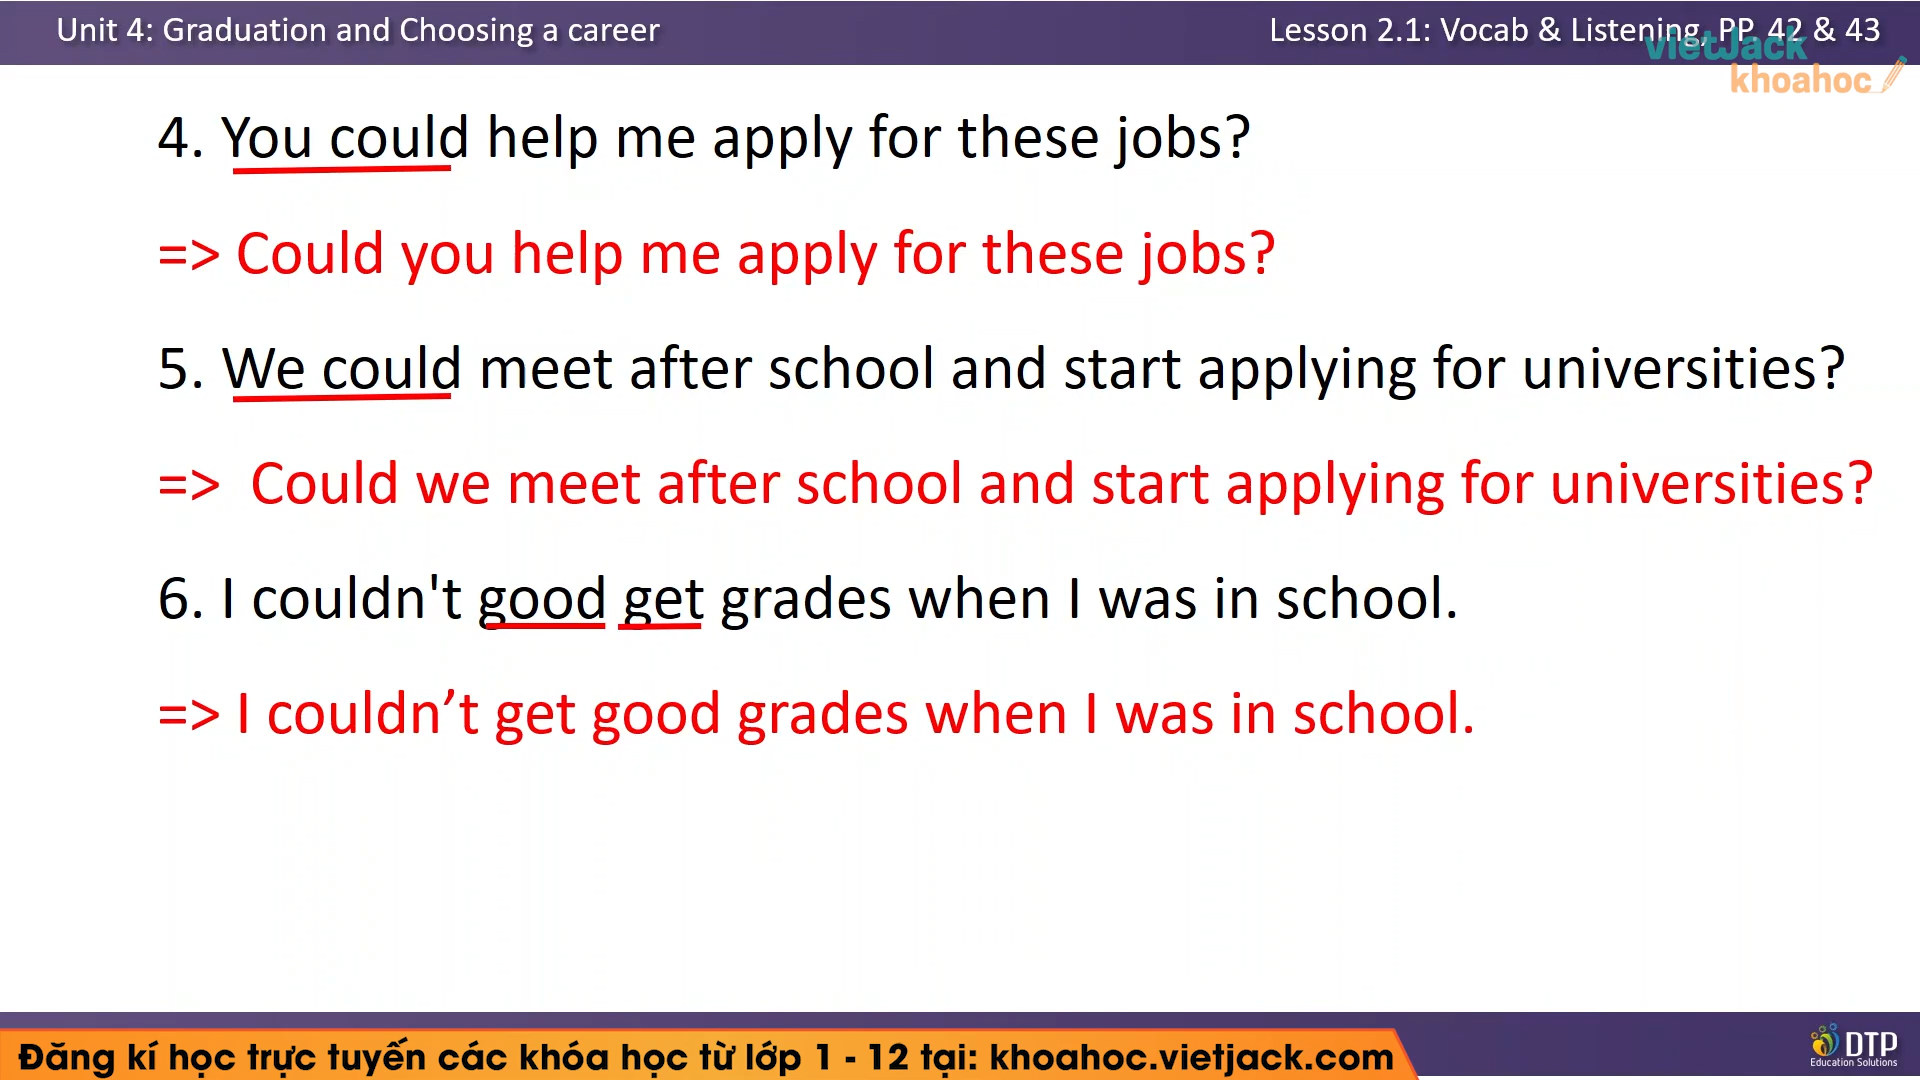 Unit 4: Graduation and Choosing a career
Lesson 2.1: Vocab & Listening, PP. 42 & 43
vietJack
khoahoc
4. You could help me apply for these jobs?
=> Could you help me apply for these jobs?
5. We could meet after school and start applying for universities?
=> Could we meet after school and start applying for universities?
6. I couldn't good get grades when I was in school.
=> I couldn’t get good grades when I was in school.
Đăng kí học trực tuyến các khóa học từ lớp 1 - 12 tại: khoahoc.vietjack.com
DTP
Education Solutions